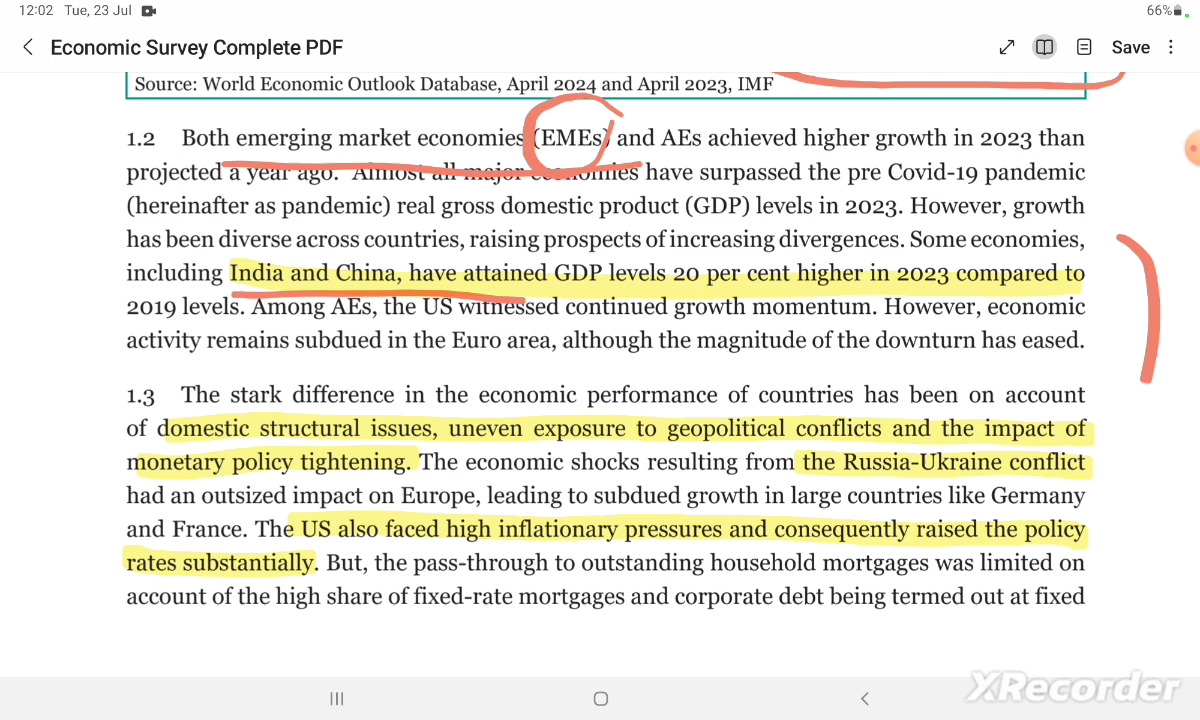 12:02 Tue, 23 Jul
66%
Economic Survey Complete PDF
Save
Source: World Economic Outlook Database, April 2024 and April 2023, IMF
1.2 Both emerging market economies (EMEs) and AEs achieved higher growth in 2023 than
projected a year ago. Almost all major economies have surpassed the pre Covid-19 pandemic
(hereinafter as pandemic) real gross domestic product (GDP) levels in 2023. However, growth
has been diverse across countries, raising prospects of increasing divergences. Some economies,
including India and China, have attained GDP levels 20 per cent higher in 2023 compared to
2019 levels. Among AEs, the US witnessed continued growth momentum. However, economic
activity remains subdued in the Euro area, although the magnitude of the downturn has eased.
1.3 The stark difference in the economic performance of countries has been on account
of domestic structural issues, uneven exposure to geopolitical conflicts and the impact of
monetary policy tightening. The economic shocks resulting from the Russia-Ukraine conflict
had an outsized impact on Europe, leading to subdued growth in large countries like Germany
and France. The US also faced high inflationary pressures and consequently raised the policy
rates substantially. But, the pass-through to outstanding household mortgages was limited on
account of the high share of fixed-rate mortgages and corporate debt being termed out at fixed
XRecorder